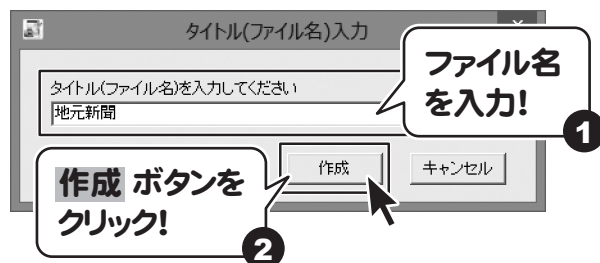 タイトル(ファイル名)入力
タイトル(ファイル名)を入力してください
地元新聞
ファイル名
を入力!
1
作成
キャンセル
作成 ボタンを
クリック!
2